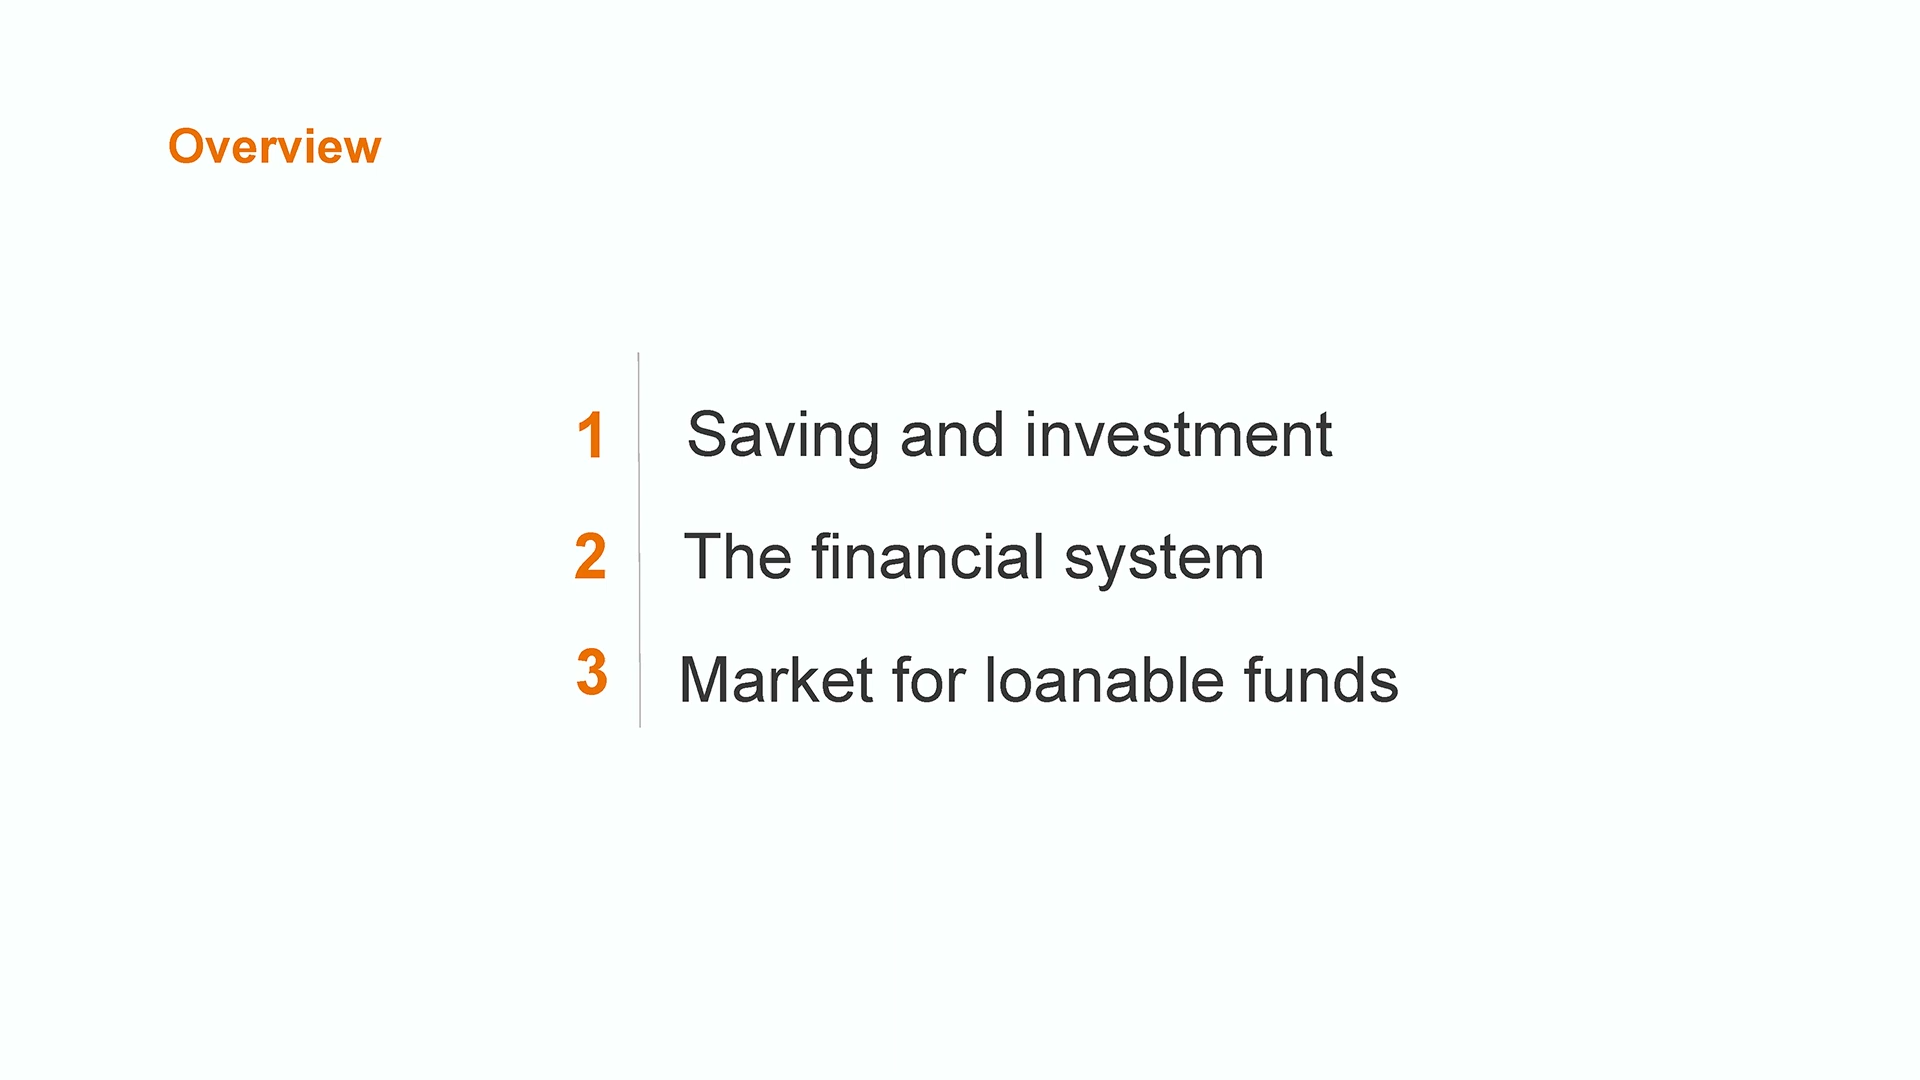 Overview
1 Saving and investment
2 The financial system
3 Market for loanable funds